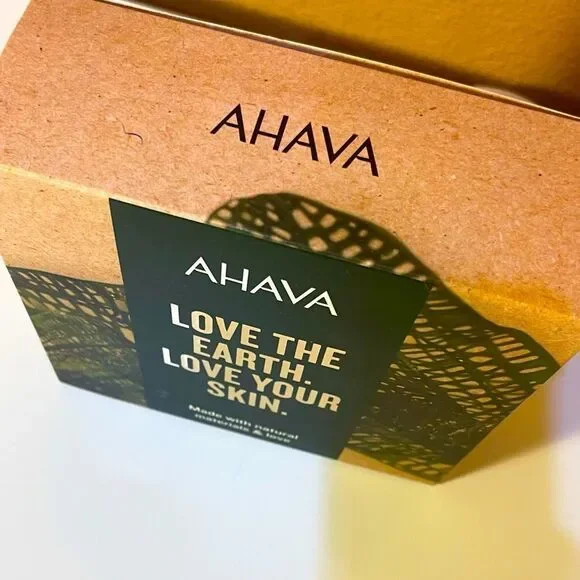 AHAVA
AHAVA
LOVE THE
EARTH.
LOVE YOUR
SKIN.
Made with natural
materials & love